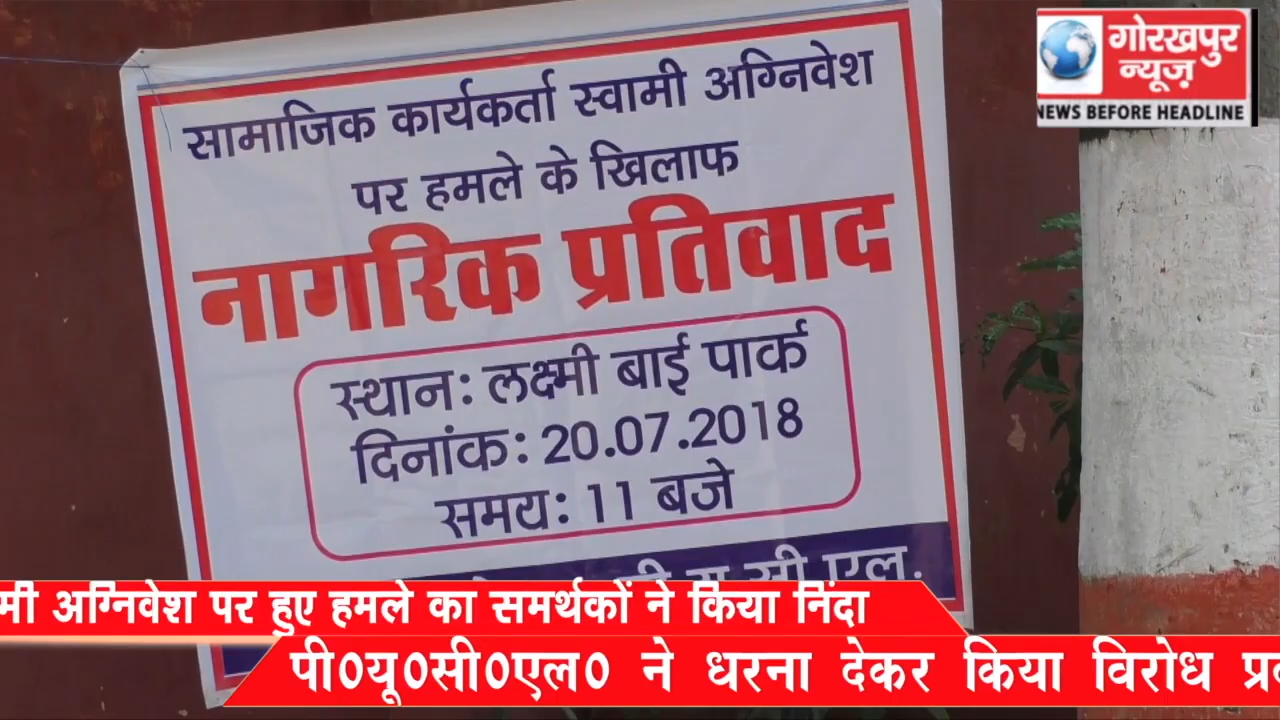 सामाजिक कार्यकर्ता स्वामी अग्निवेश
पर हमले के खिलाफ
नागरिक प्रतिवाद
स्थान: लक्ष्मी बाई पार्क
दिनांक: 20.07.2018
समय: 11 बजे
गोरखपुर
न्यूज़
NEWS BEFORE HEADLINE
अग्निवेश पर हुए हमले का समर्थकों ने किया निंदा
पी0यू0सी0एल0 ने धरना देकर किया विरोध